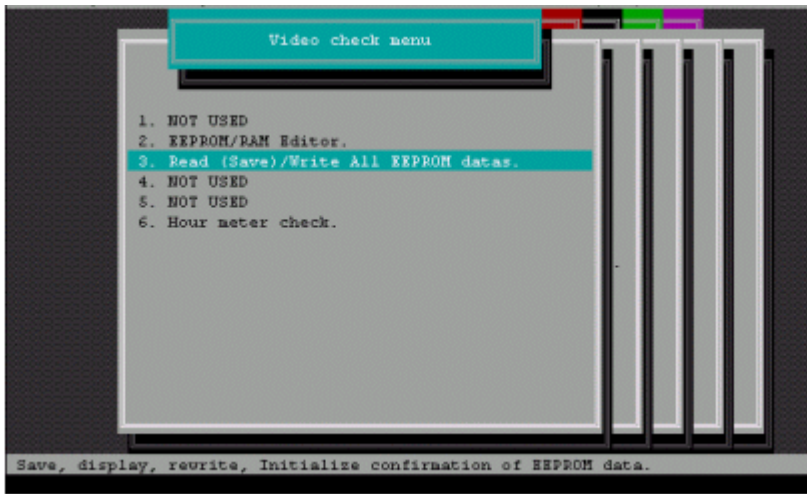 Video check menu
1. NOT USED
2. EEPROM/RAM Editor.
3. Read (Save)/Write All EEPROM datas.
4. NOT USED
5. NOT USED
6. Hour meter check.
Save, display, rewrite, Initialize confirmation of EEPROM data.